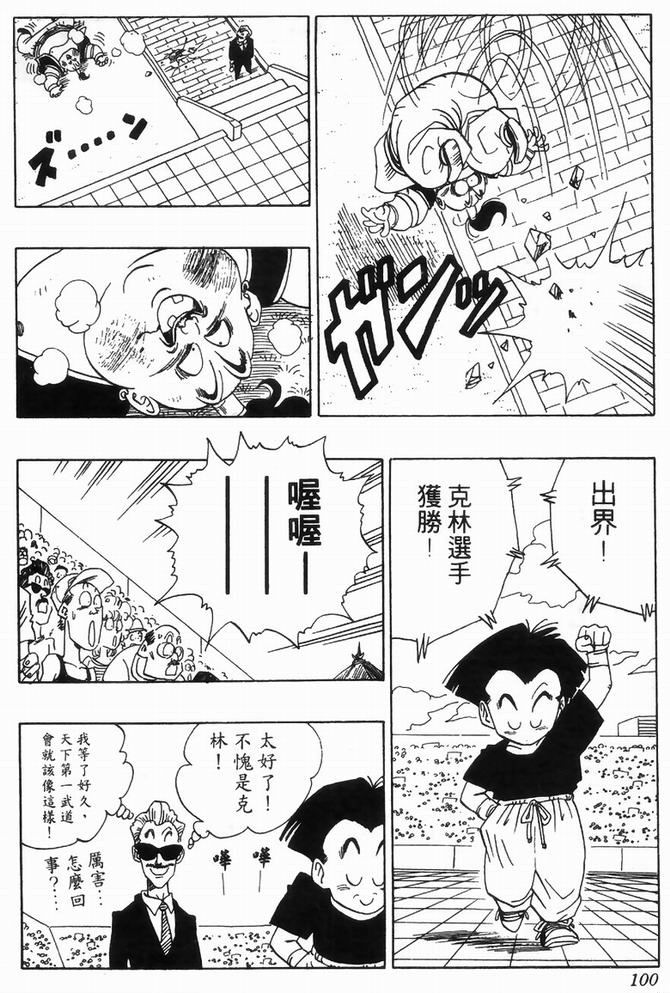 ガンッ
ズ……ン
出界！
克林選手
獲勝！
喔喔——
太好了！
不愧是克
林！
嘩
嘩
我等了好久，
天下第一武道
會就該像這樣！
厲害…
怎麼回
事？…
100